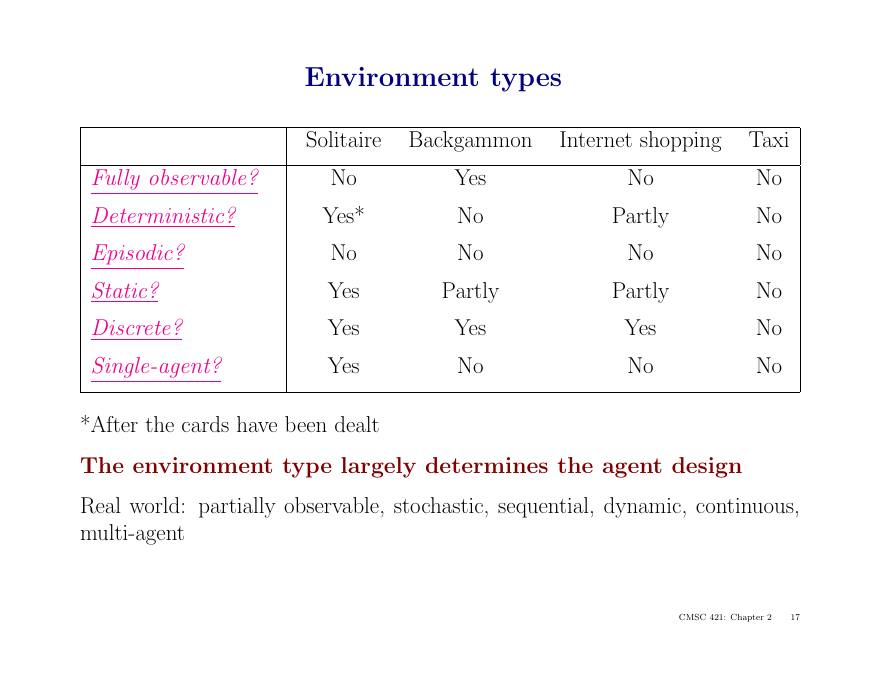 Environment types
Solitaire Backgammon Internet shopping Taxi
Fully observable? No Yes No No
Deterministic? Yes* No Partly No
Episodic? No No No No
Static? Yes Partly Partly No
Discrete? Yes Yes Yes No
Single-agent? Yes No No No
*After the cards have been dealt
The environment type largely determines the agent design
Real world: partially observable, stochastic, sequential, dynamic, continuous,
multi-agent
CMSC 421: Chapter 2 17